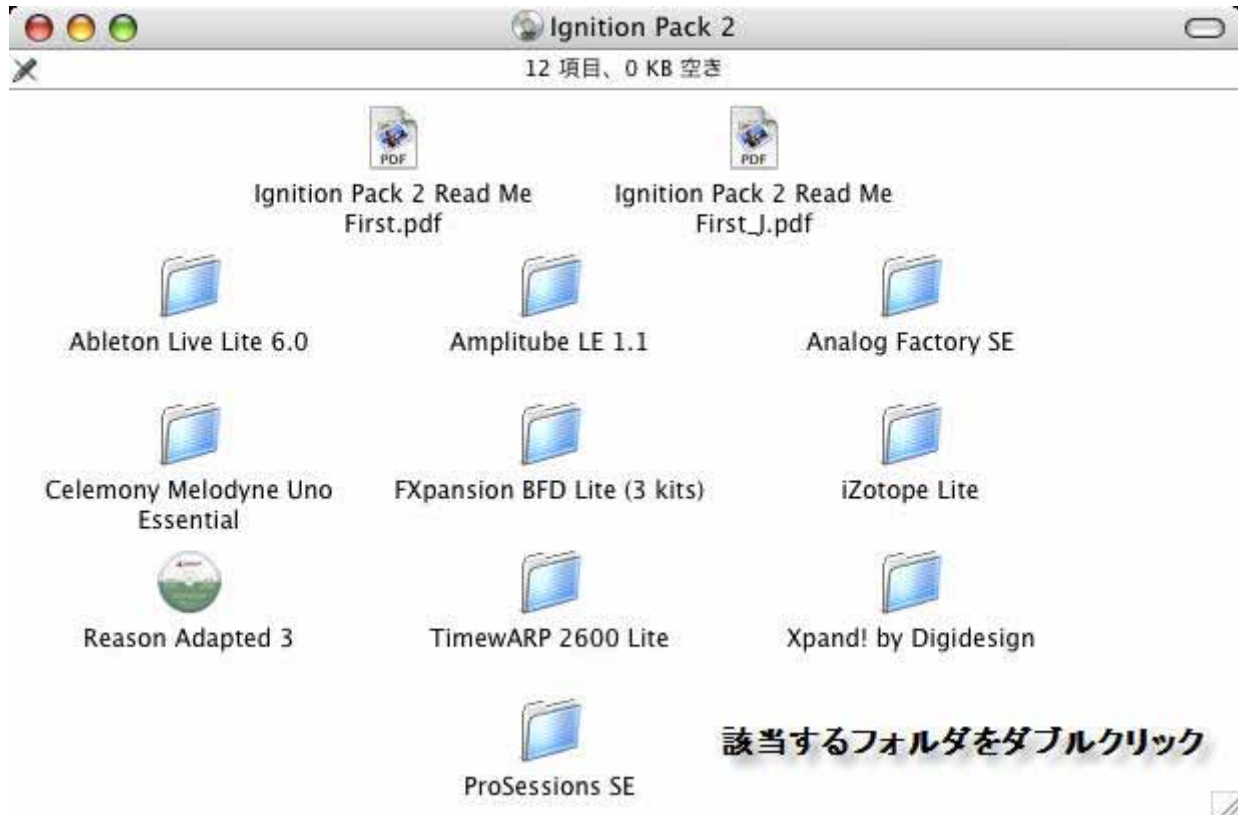 Ignition Pack 2
12 項目、0 KB 空き
PDF
PDF
Ignition Pack 2 Read Me
First.pdf
Ignition Pack 2 Read Me
First_J.pdf
Ableton Live Lite 6.0
Amplitube LE 1.1
Analog Factory SE
Celemony Melodyne Uno
Essential
FXpansion BFD Lite (3 kits)
iZotope Lite
Reason Adapted 3
TimewARP 2600 Lite
Xpand! by Digidesign
ProSessions SE
該当するフォルダをダブルクリック